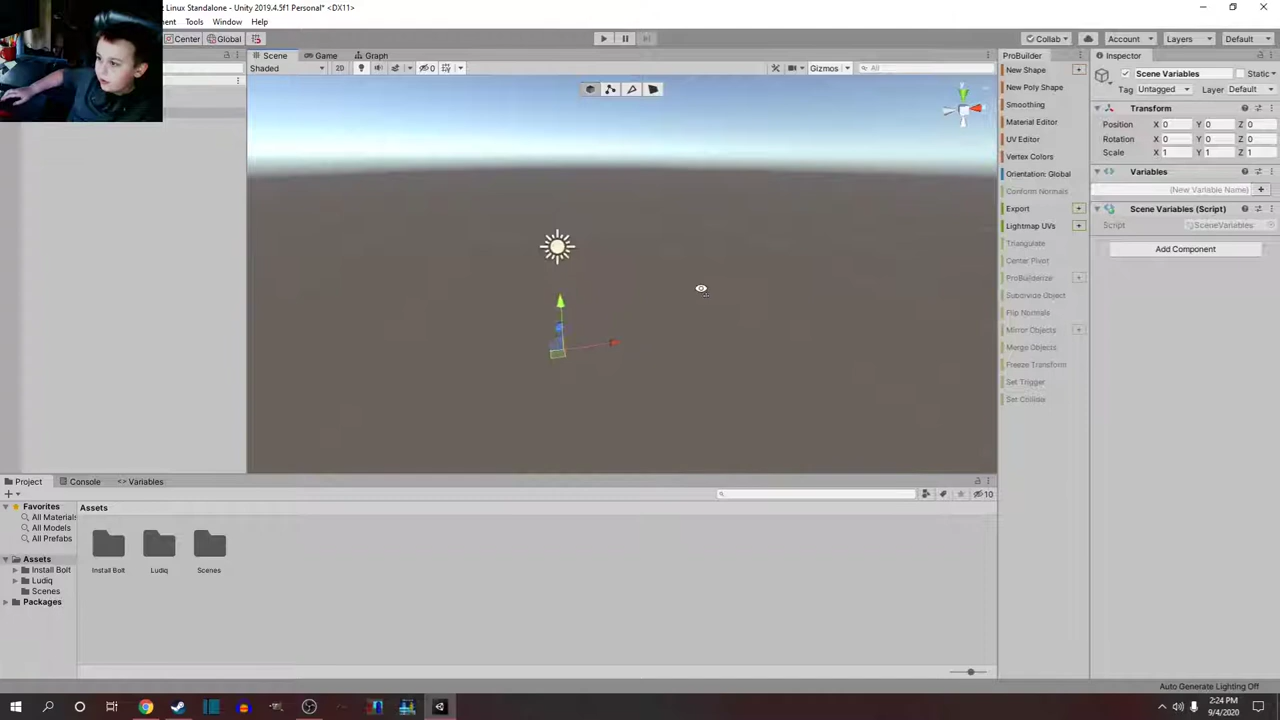 t Linux Standalone - Unity 2019.4.5f1 Personal* <DX11>
ment Tools Window Help
Center Global Collab Account Layers Default
Scene Game Graph ProBuilder Inspector
Shaded 2D 0 Gizmos All
New Shape
New Poly Shape
Smoothing
Material Editor
UV Editor
Vertex Colors
Orientation: Global
Conform Normals
Export
Lightmap UVs
Triangulate
Center Pivot
ProBuilderize
Subdivide Object
Flip Normals
Mirror Objects
Merge Objects
Freeze Transform
Set Trigger
Set Collider
Scene Variables Static
Tag Untagged Layer Default
Transform
Position X 0 Y 0 Z 0
Rotation X 0 Y 0 Z 0
Scale X 1 Y 1 Z 1
Variables
(New Variable Name)
Scene Variables (Script)
Script SceneVariables
Add Component
Project Console <> Variables
10
Favorites
All Materials
All Models
All Prefabs
Assets
Install Bolt
Ludiq
Scenes
Packages
Assets
Install Bolt Ludiq Scenes
Auto Generate Lighting Off
2:24 PM
9/4/2020